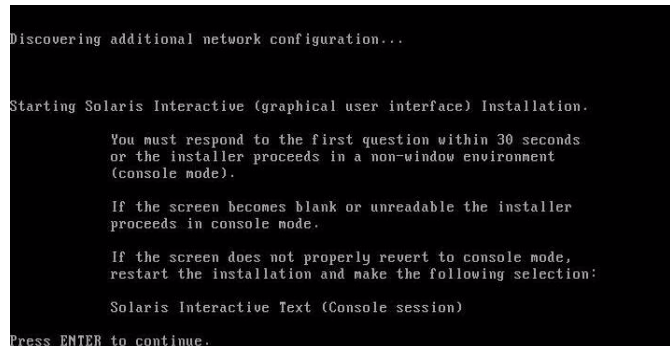 Discovering additional network configuration...
Starting Solaris Interactive (graphical user interface) Installation.
You must respond to the first question within 30 seconds
or the installer proceeds in a non-window environment
(console mode).
If the screen becomes blank or unreadable the installer
proceeds in console mode.
If the screen does not properly revert to console mode,
restart the installation and make the following selection:
Solaris Interactive Text (Console session)
Press ENTER to continue.